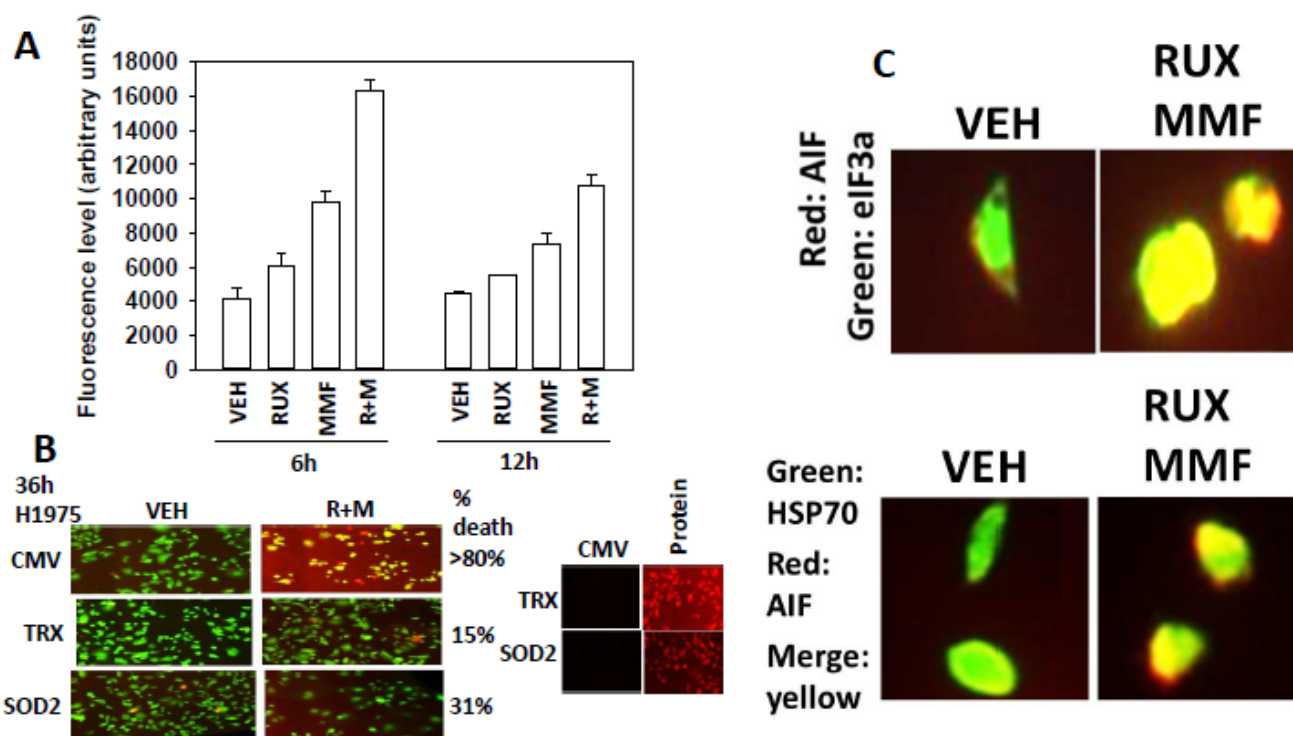 A
Fluorescence level (arbitrary units)
18000
16000
14000
12000
10000
8000
6000
4000
2000
0
VEH
RUX
MMF
R+M
VEH
RUX
MMF
R+M
6h
12h
B
36h
H1975
VEH
R+M
%
death
CMV
>80%
TRX
15%
SOD2
31%
CMV
Protein
TRX
SOD2
C
VEH
RUX
MMF
Red: AIF
Green: eIF3a
VEH
RUX
MMF
Green:
HSP70
Red:
AIF
Merge:
yellow